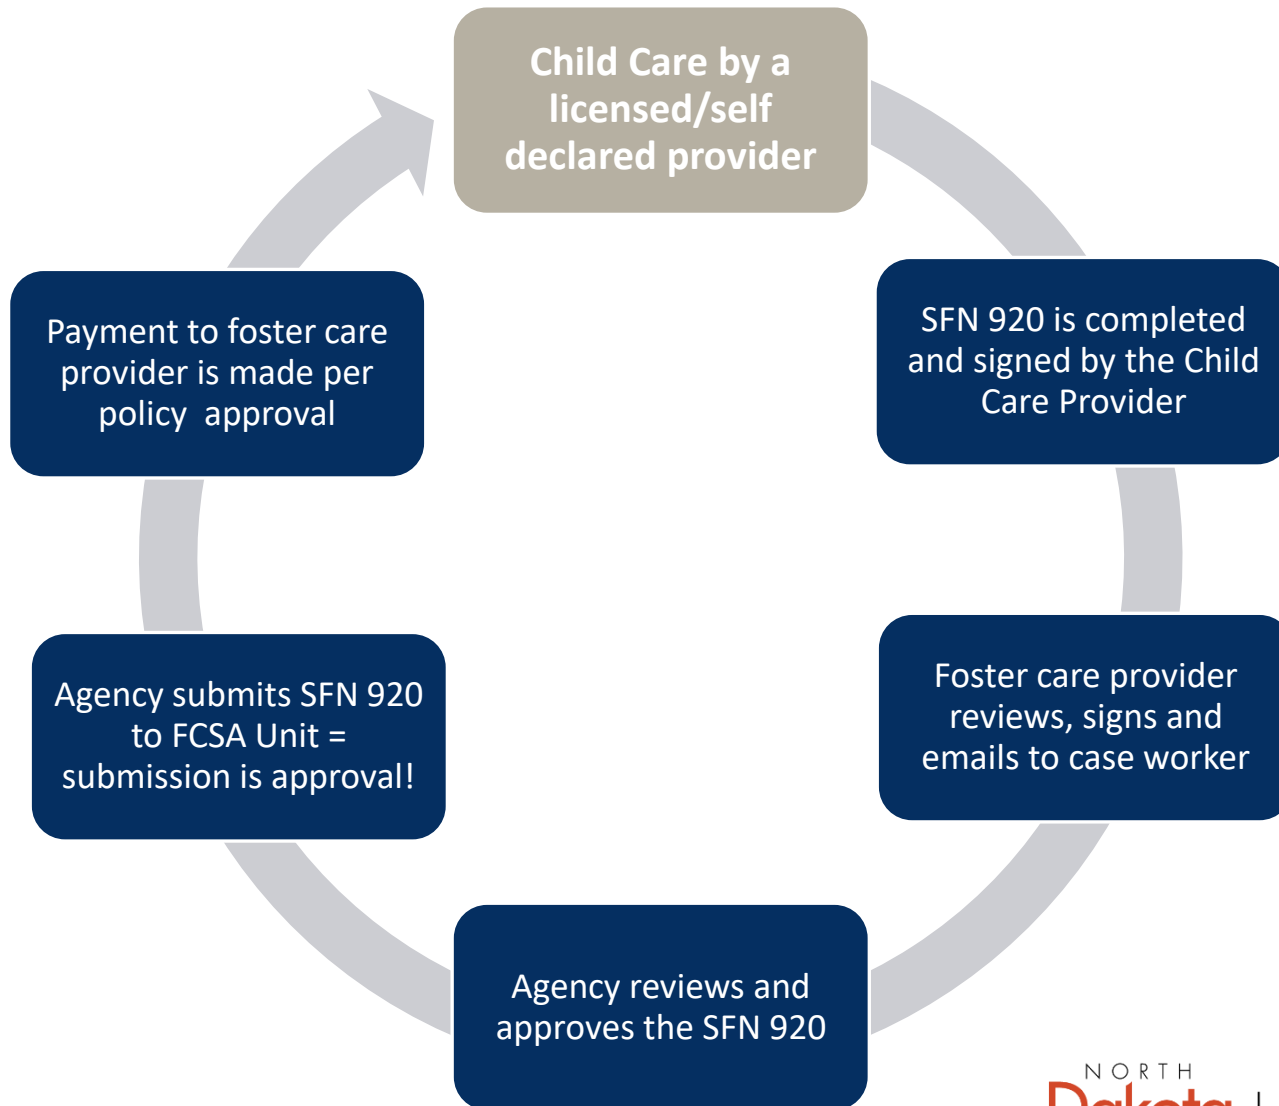 Child Care by a
licensed/self
declared provider
SFN 920 is completed
and signed by the Child
Care Provider
Foster care provider
reviews, signs and
emails to case worker
Agency reviews and
approves the SFN 920
Agency submits SFN 920
to FCSA Unit =
submission is approval!
Payment to foster care
provider is made per
policy  approval
NORTH
Dakota